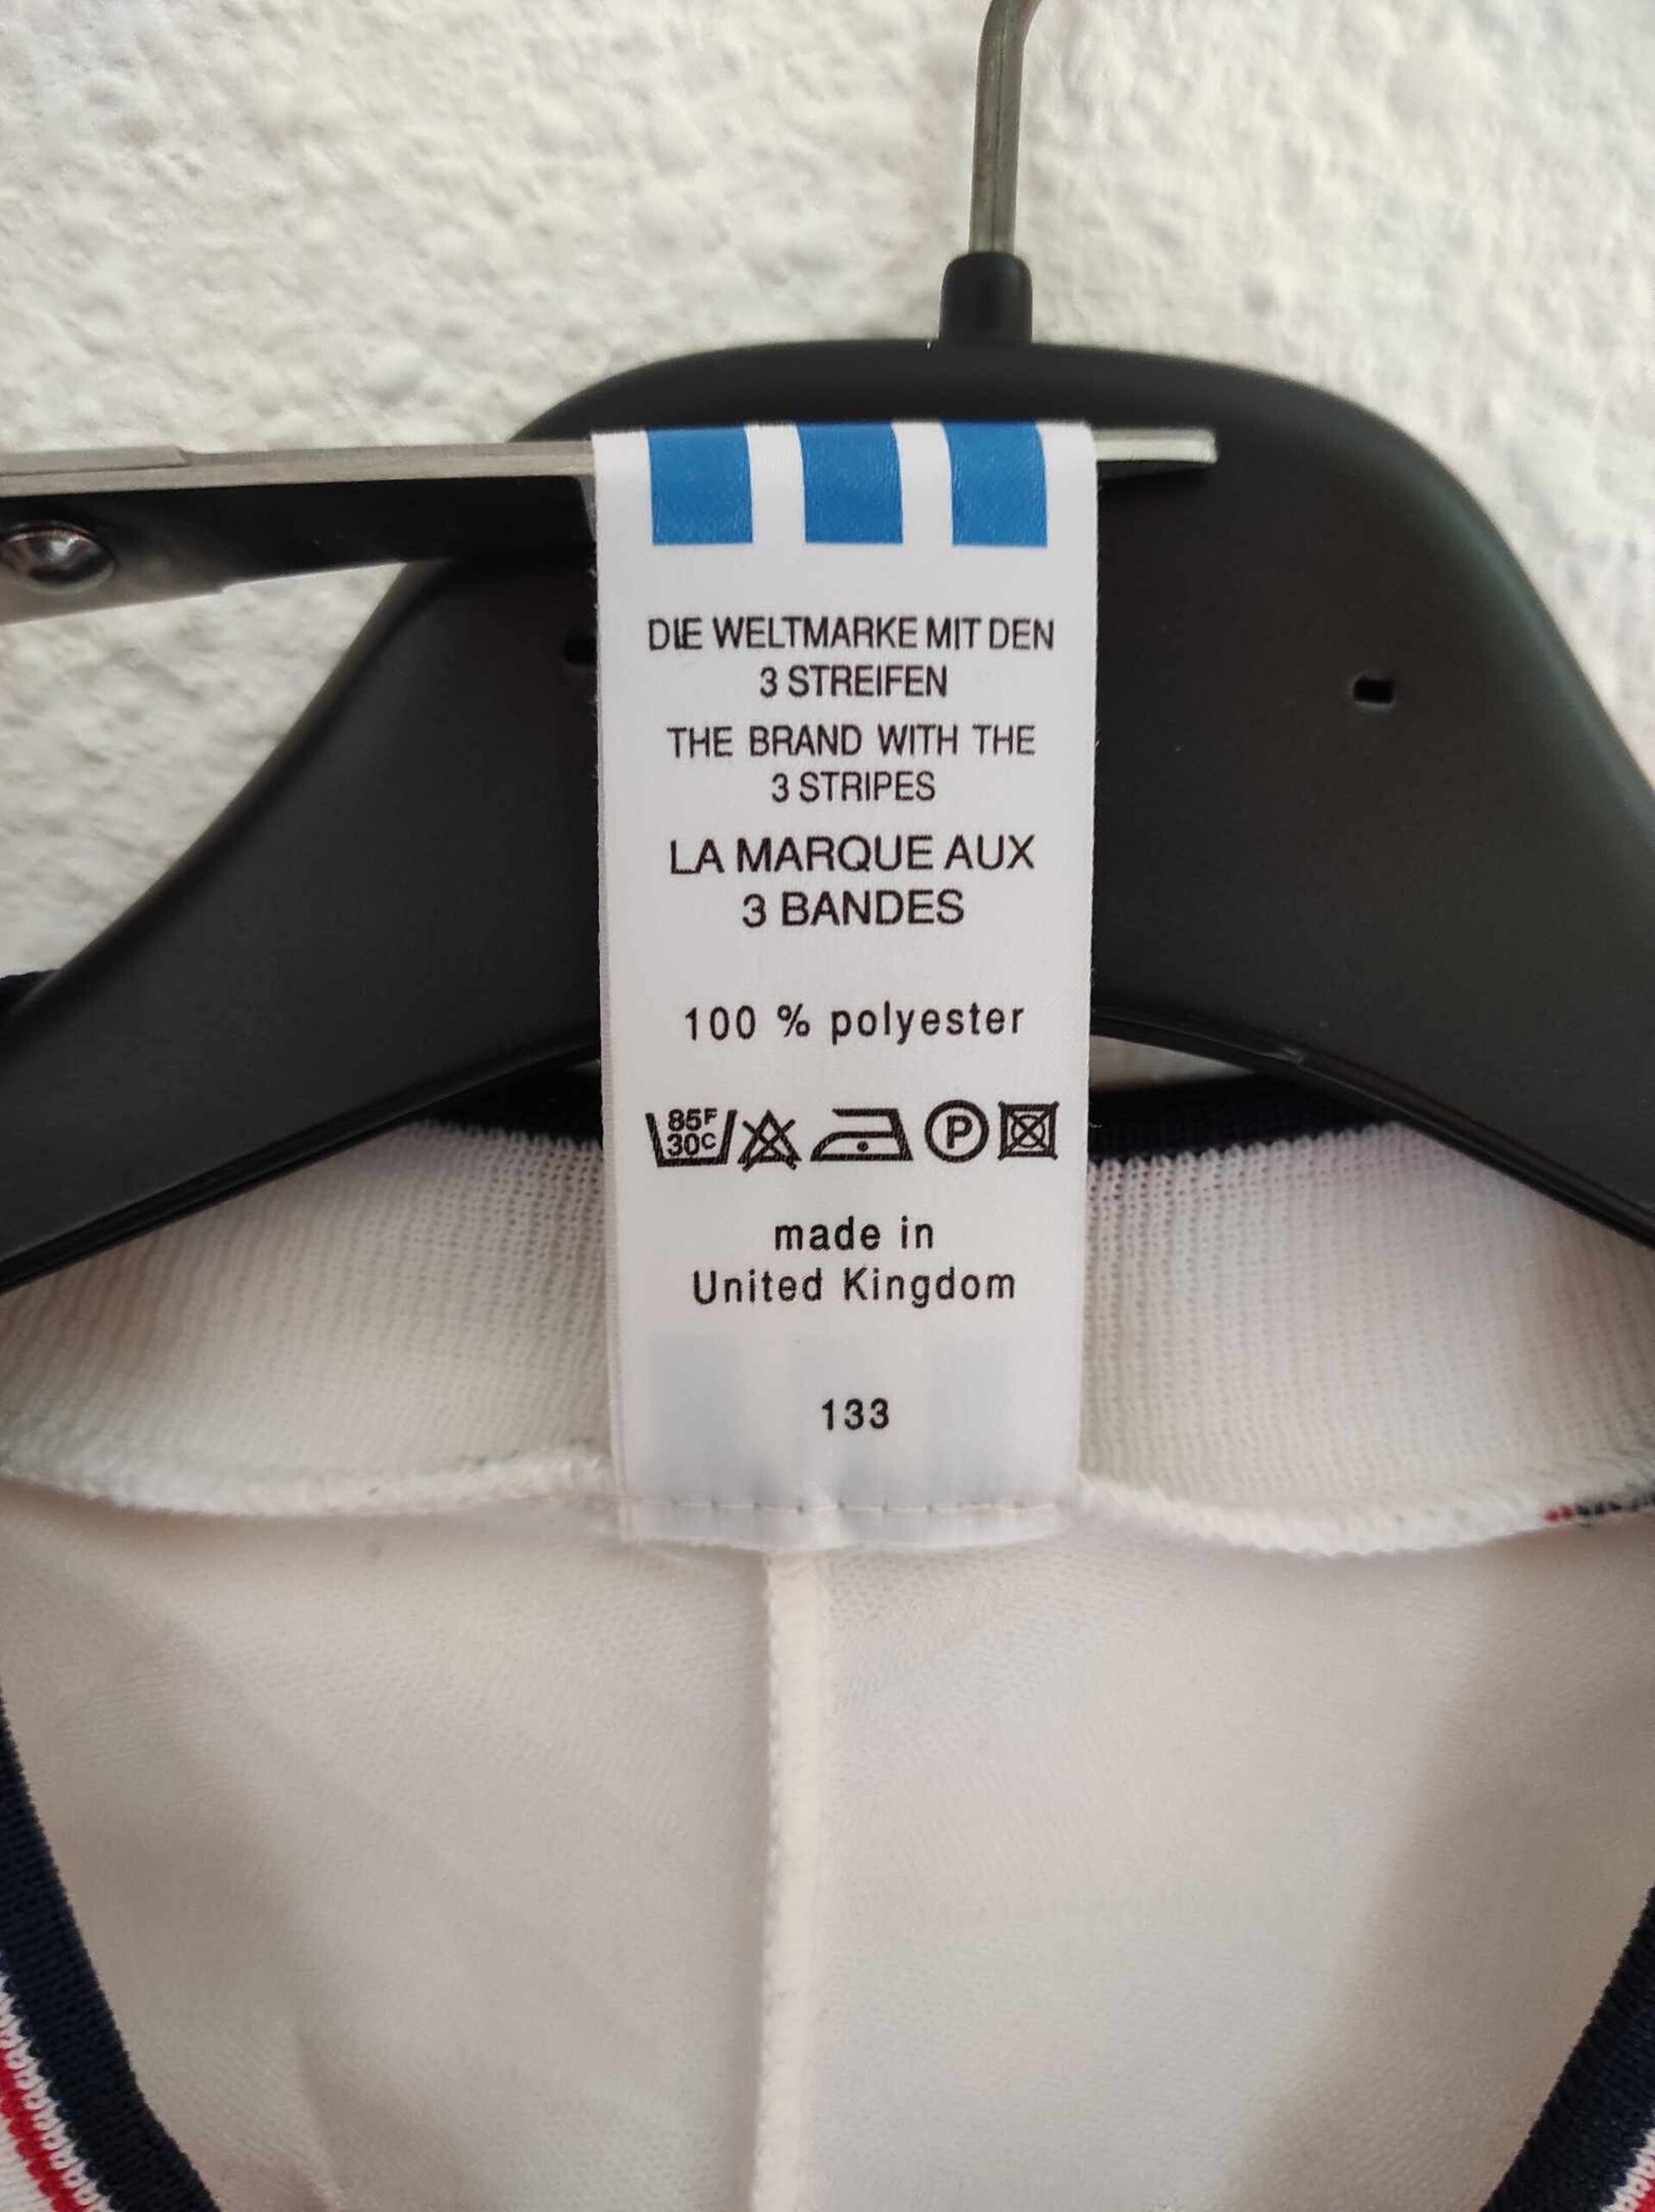 DIE WELTMARKE MIT DEN
3 STREIFEN
THE BRAND WITH THE
3 STRIPES
LA MARQUE AUX
3 BANDES
100 % polyester
85F
30C
P
made in
United Kingdom
133